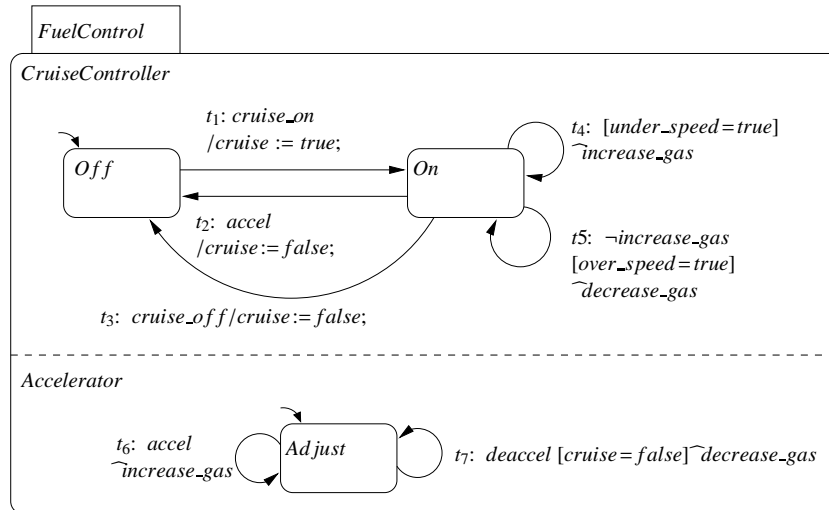 FuelControl
CruiseController
t1: cruise_on
/cruise := true;
Off
On
t4: [under_speed=true]
^increase_gas
t2: accel
/cruise:=false;
t5: ¬increase_gas
[over_speed=true]
^decrease_gas
t3: cruise_off/cruise:=false;
Accelerator
t6: accel
^increase_gas
Adjust
t7: deaccel [cruise=false]^decrease_gas